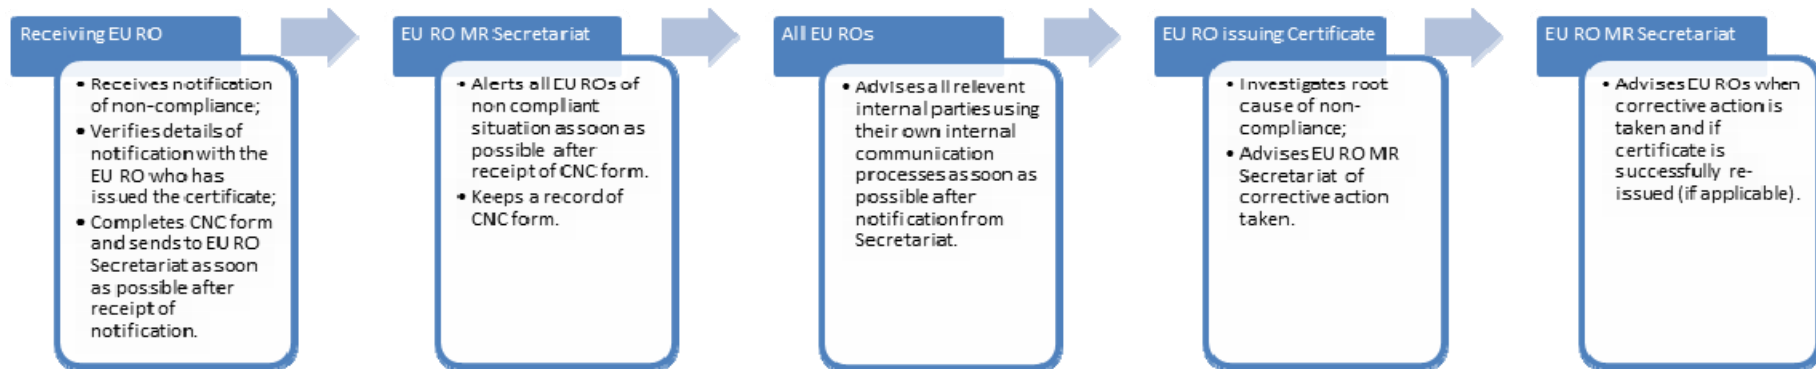 Receiving EU RO
• Receives notification
of non-compliance;
• Verifies details of
notification with the
EU RO who has
issued the certificate;
• Completes CNC form
and sends to EU RO
Secretariat as soon
as possible after
receipt of
notification.
EU RO MR Secretariat
• Alerts all EU ROs of
non compliant
situation as soon as
possible after
receipt of CNC form.
• Keeps a record of
CNC form.
All EU ROs
• Advises all relevent
internal parties using
their own internal
communication
processes as soon as
possible after
notification from
Secretariat.
EU RO issuing Certificate
• Investigates root
cause of non-
compliance;
• Advises EU RO MR
Secretariat of
corrective action
taken.
EU RO MR Secretariat
• Advises EU ROs when
corrective action is
taken and if
certificate is
successfully re-
issued (if applicable).